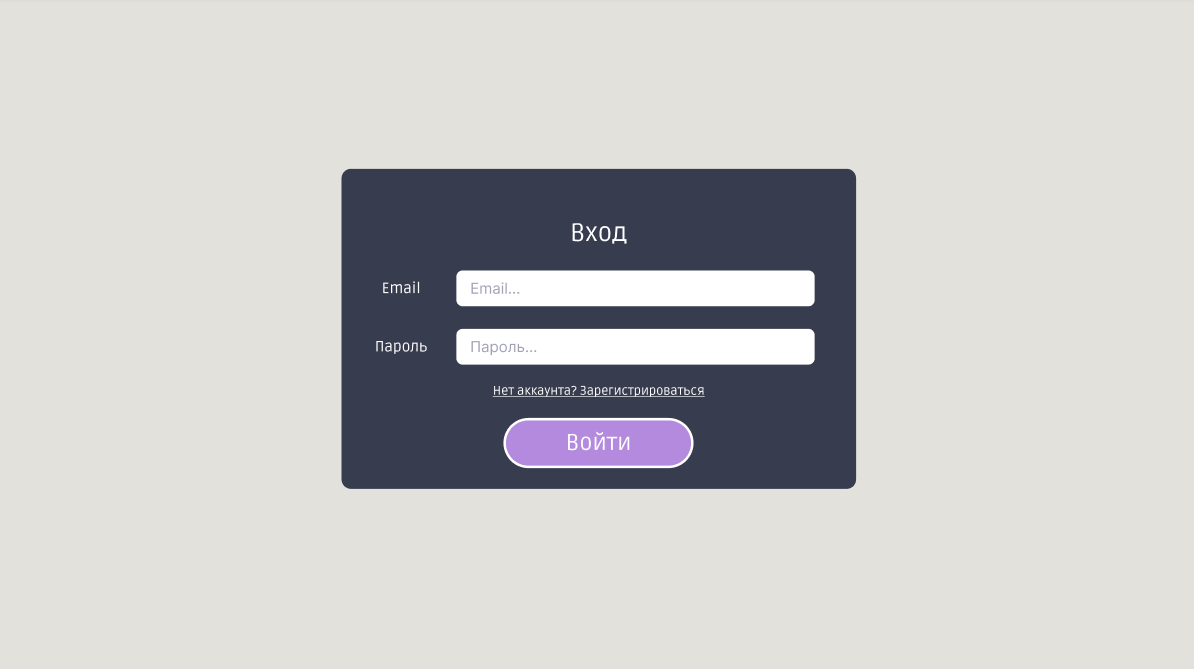 Вход
Email Email...
Пароль Пароль...
Нет аккаунта? Зарегистрироваться
Войти